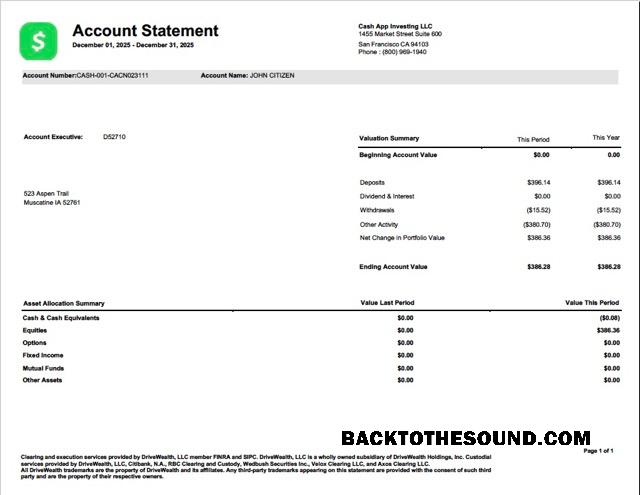 Account Statement
December 01, 2025 - December 31, 2025
Cash App Investing LLC
1455 Market Street Suite 600
San Francisco CA 94103
Phone : (800) 969-1940
Account Number:CASH-001-CACN023111 Account Name: JOHN CITIZEN
Account Executive: D52710
523 Aspen Trail
Muscatine IA 52761
Valuation Summary This Period This Year
Beginning Account Value $0.00 0.00
Deposits $396.14 $396.14
Dividend & Interest $0.00 $0.00
Withdrawals ($15.52) ($15.52)
Other Activity ($380.70) ($380.70)
Net Change in Portfolio Value $386.36 $386.36
Ending Account Value $386.28 $386.28
Asset Allocation Summary Value Last Period Value This Period
Cash & Cash Equivalents $0.00 ($0.08)
Equities $0.00 $386.36
Options $0.00 $0.00
Fixed Income $0.00 $0.00
Mutual Funds $0.00 $0.00
Other Assets $0.00 $0.00
BACKTOTHESOUND.COM
Page 1 of 1
Clearing and execution services provided by DriveWealth, LLC member FINRA and SIPC. DriveWealth, LLC is a wholly owned subsidiary of DriveWealth Holdings, Inc. Custodial
services provided by DriveWealth, LLC, Citibank, N.A., RBC Clearing and Custody, Wedbush Securities Inc., Velox Clearing LLC, and Axos Clearing LLC.
All DriveWealth trademarks are the property of DriveWealth and its affiliates. Any third-party trademarks appearing on this statement are provided with the consent of such third
party and are the property of their respective owners.